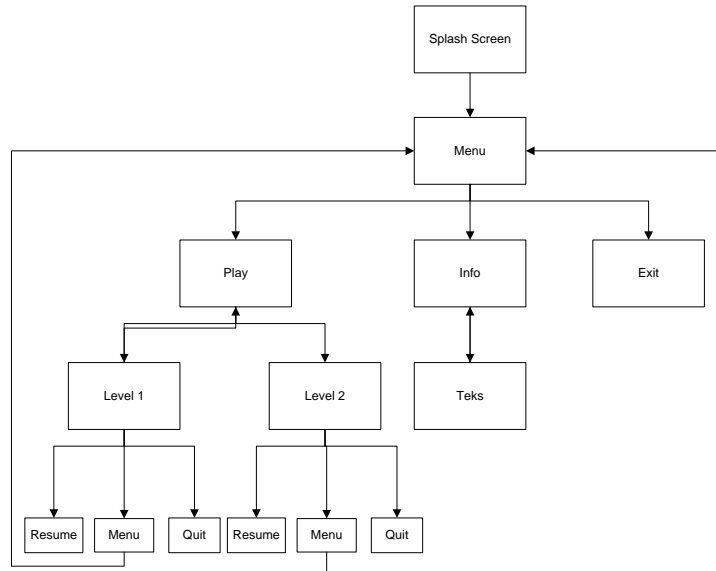 Splash Screen
Menu
Play
Info
Exit
Level 1
Level 2
Teks
Resume
Menu
Quit
Resume
Menu
Quit